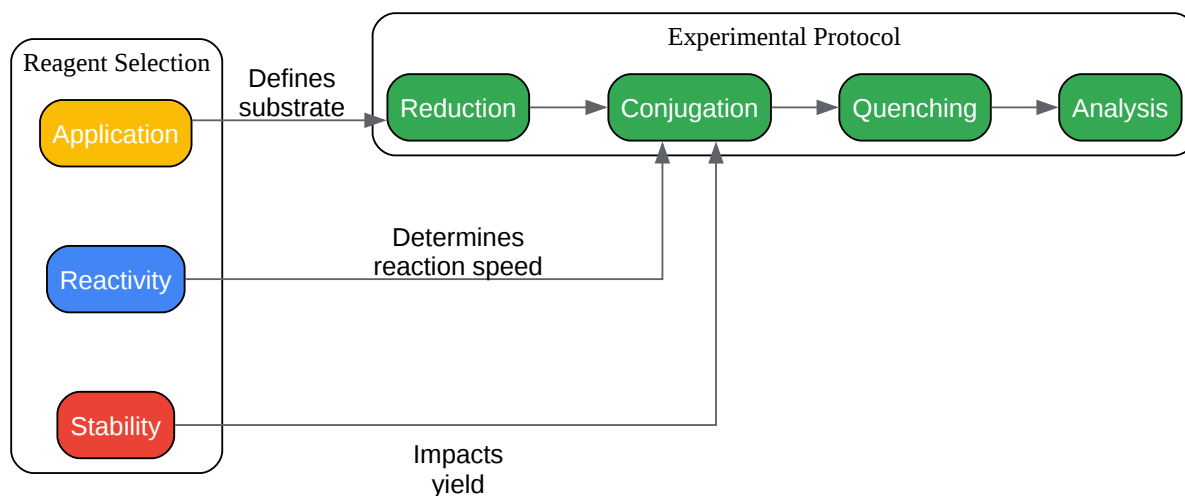 Experimental Protocol
Reagent Selection
Defines
substrate
Reduction
Conjugation
Quenching
Analysis
Application
Determines
reaction speed
Reactivity
Stability
Impacts
yield